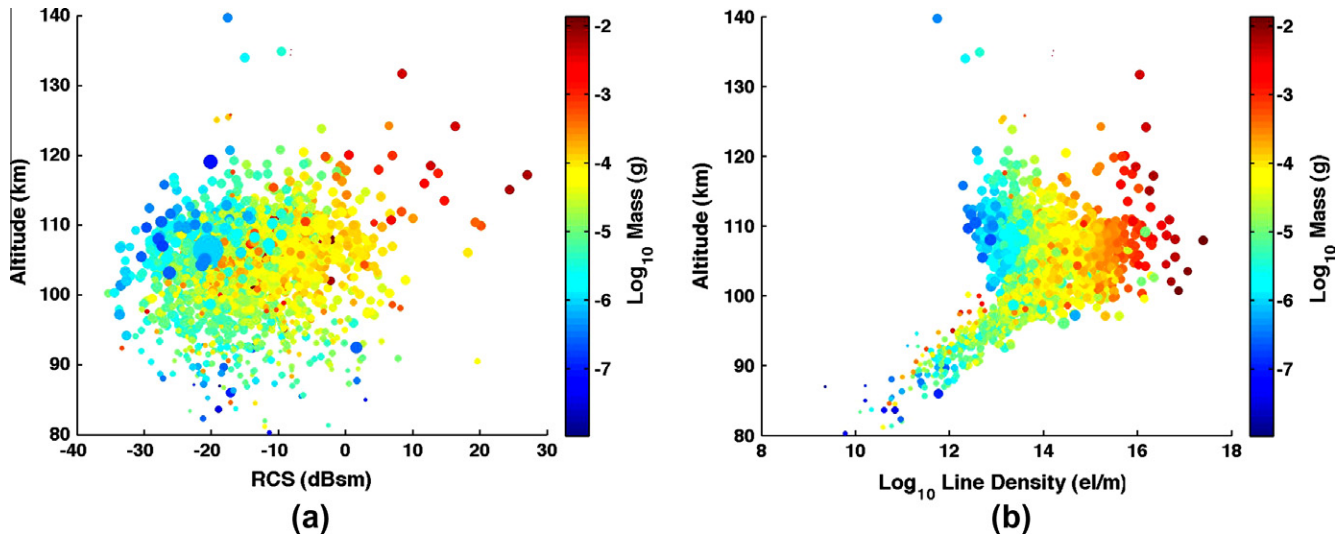 140
130
120
110
100
90
80
Altitude (km)
-40 -30 -20 -10 0 10 20 30
RCS (dBsm)
-2
-3
-4
-5
-6
-7
Log10 Mass (g)
(a)
140
130
120
110
100
90
80
Altitude (km)
8 10 12 14 16 18
Log10 Line Density (el/m)
-2
-3
-4
-5
-6
-7
Log10 Mass (g)
(b)